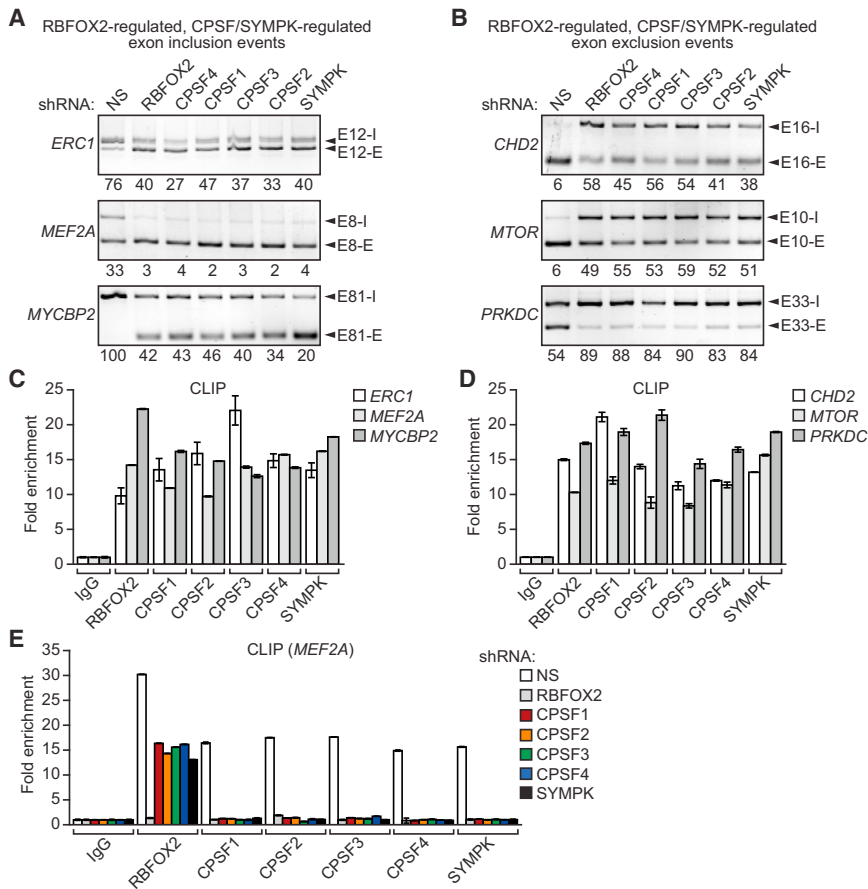 A
RBFOX2-regulated, CPSF/SYMPK-regulated
exon inclusion events
shRNA: NS RBFOX2 CPSF4 CPSF1 CPSF3 CPSF2 SYMPK
ERC1
E12-I
E12-E
76 40 27 47 37 33 40
MEF2A
E8-I
E8-E
33 3 4 2 3 2 4
MYCBP2
E81-I
E81-E
100 42 43 46 40 34 20
B
RBFOX2-regulated, CPSF/SYMPK-regulated
exon exclusion events
shRNA: NS RBFOX2 CPSF4 CPSF1 CPSF3 CPSF2 SYMPK
CHD2
E16-I
E16-E
6 58 45 56 54 41 38
MTOR
E10-I
E10-E
6 49 55 53 59 52 51
PRKDC
E33-I
E33-E
54 89 88 84 90 83 84
C
CLIP
Fold enrichment
25
20
15
10
5
0
ERC1
MEF2A
MYCBP2
IgG RBFOX2 CPSF1 CPSF2 CPSF3 CPSF4 SYMPK
D
CLIP
Fold enrichment
25
20
15
10
5
0
CHD2
MTOR
PRKDC
IgG RBFOX2 CPSF1 CPSF2 CPSF3 CPSF4 SYMPK
E
CLIP (MEF2A)
Fold enrichment
35
30
25
20
15
10
5
0
IgG RBFOX2 CPSF1 CPSF2 CPSF3 CPSF4 SYMPK
shRNA:
NS
RBFOX2
CPSF1
CPSF2
CPSF3
CPSF4
SYMPK